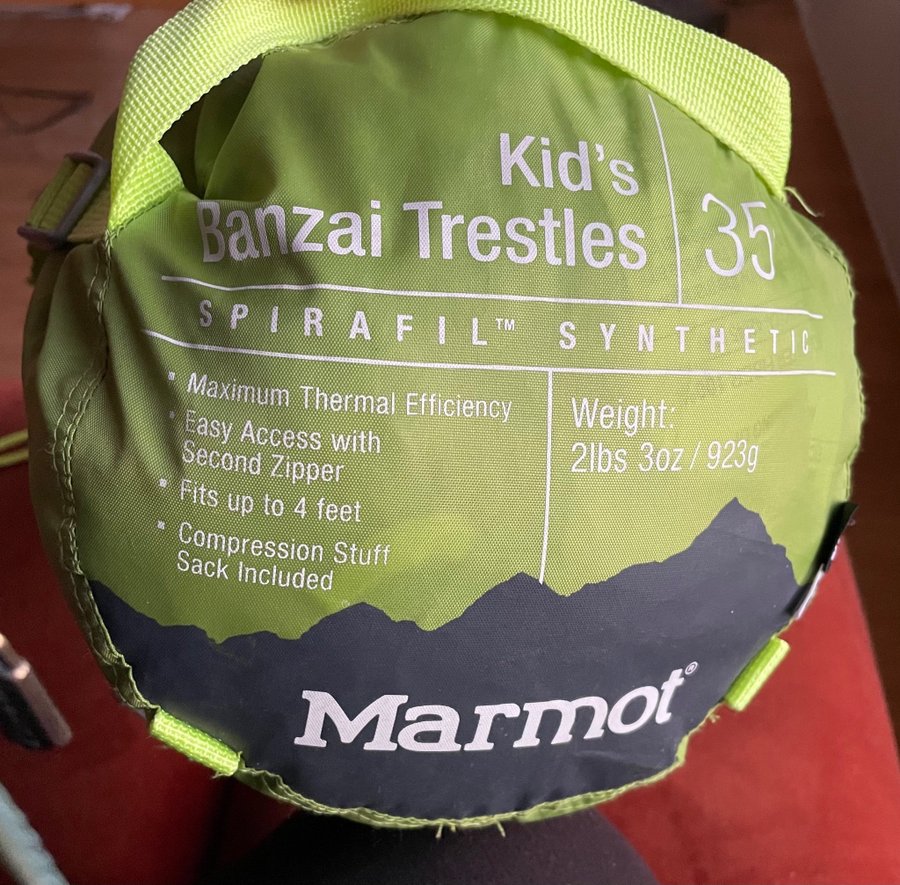 Kid's
Banzai Trestles
35°
SPIRAFIL™ SYNTHETIC
▪ Maximum Thermal Efficiency
▪ Easy Access with
Second Zipper
▪ Fits up to 4 feet
▪ Compression Stuff
Sack Included
Weight:
2lbs 3oz / 923g
Marmot®